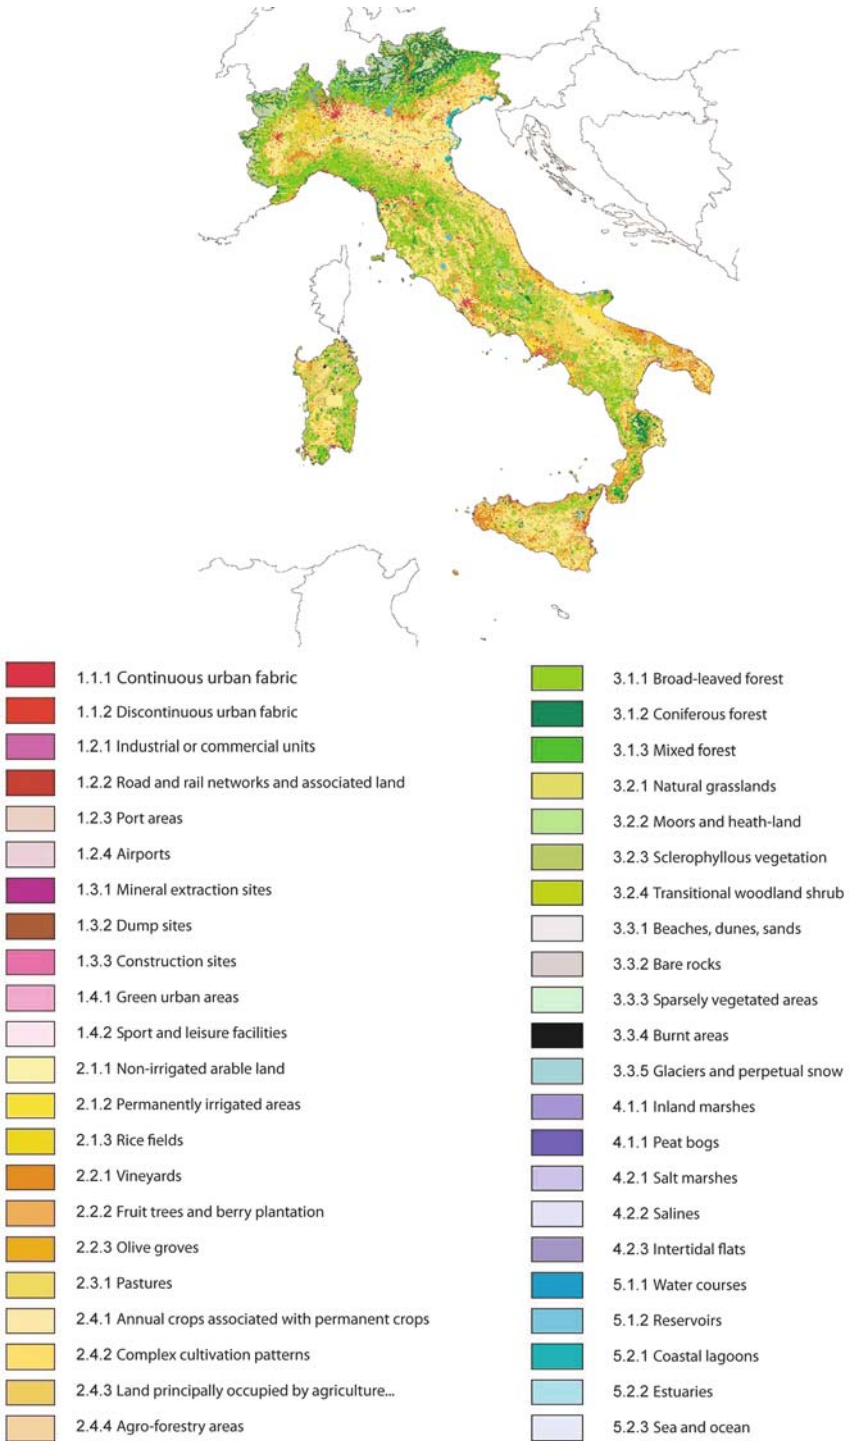 1.1.1 Continuous urban fabric
1.1.2 Discontinuous urban fabric
1.2.1 Industrial or commercial units
1.2.2 Road and rail networks and associated land
1.2.3 Port areas
1.2.4 Airports
1.3.1 Mineral extraction sites
1.3.2 Dump sites
1.3.3 Construction sites
1.4.1 Green urban areas
1.4.2 Sport and leisure facilities
2.1.1 Non-irrigated arable land
2.1.2 Permanently irrigated areas
2.1.3 Rice fields
2.2.1 Vineyards
2.2.2 Fruit trees and berry plantation
2.2.3 Olive groves
2.3.1 Pastures
2.4.1 Annual crops associated with permanent crops
2.4.2 Complex cultivation patterns
2.4.3 Land principally occupied by agriculture...
2.4.4 Agro-forestry areas
3.1.1 Broad-leaved forest
3.1.2 Coniferous forest
3.1.3 Mixed forest
3.2.1 Natural grasslands
3.2.2 Moors and heath-land
3.2.3 Sclerophyllous vegetation
3.2.4 Transitional woodland shrub
3.3.1 Beaches, dunes, sands
3.3.2 Bare rocks
3.3.3 Sparsely vegetated areas
3.3.4 Burnt areas
3.3.5 Glaciers and perpetual snow
4.1.1 Inland marshes
4.1.1 Peat bogs
4.2.1 Salt marshes
4.2.2 Salines
4.2.3 Intertidal flats
5.1.1 Water courses
5.1.2 Reservoirs
5.2.1 Coastal lagoons
5.2.2 Estuaries
5.2.3 Sea and ocean